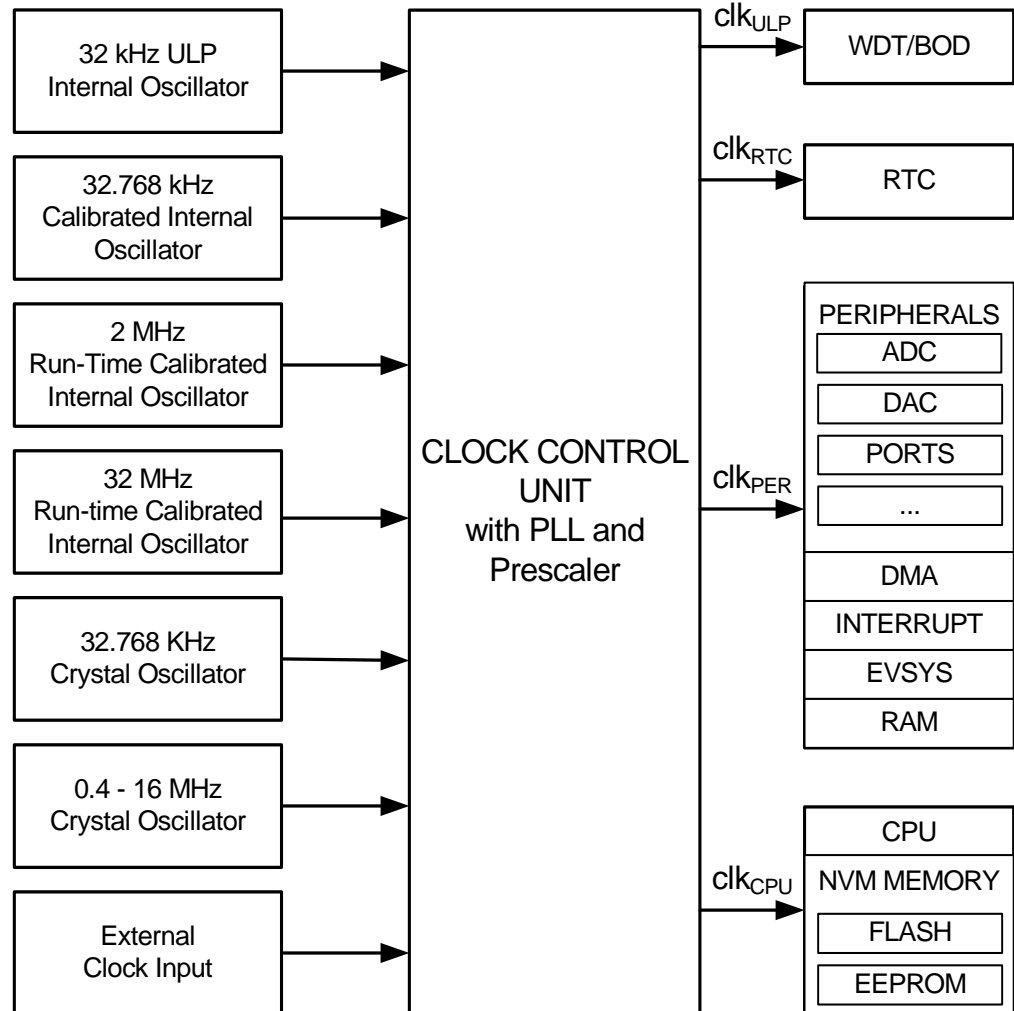 32 kHz ULP
Internal Oscillator
32.768 kHz
Calibrated Internal
Oscillator
2 MHz
Run-Time Calibrated
Internal Oscillator
32 MHz
Run-time Calibrated
Internal Oscillator
32.768 KHz
Crystal Oscillator
0.4 - 16 MHz
Crystal Oscillator
External
Clock Input
CLOCK CONTROL
UNIT
with PLL and
Prescaler
clkULP
WDT/BOD
clkRTC
RTC
clkPER
PERIPHERALS
ADC
DAC
PORTS
...
DMA
INTERRUPT
EVSYS
RAM
clkCPU
CPU
NVM MEMORY
FLASH
EEPROM